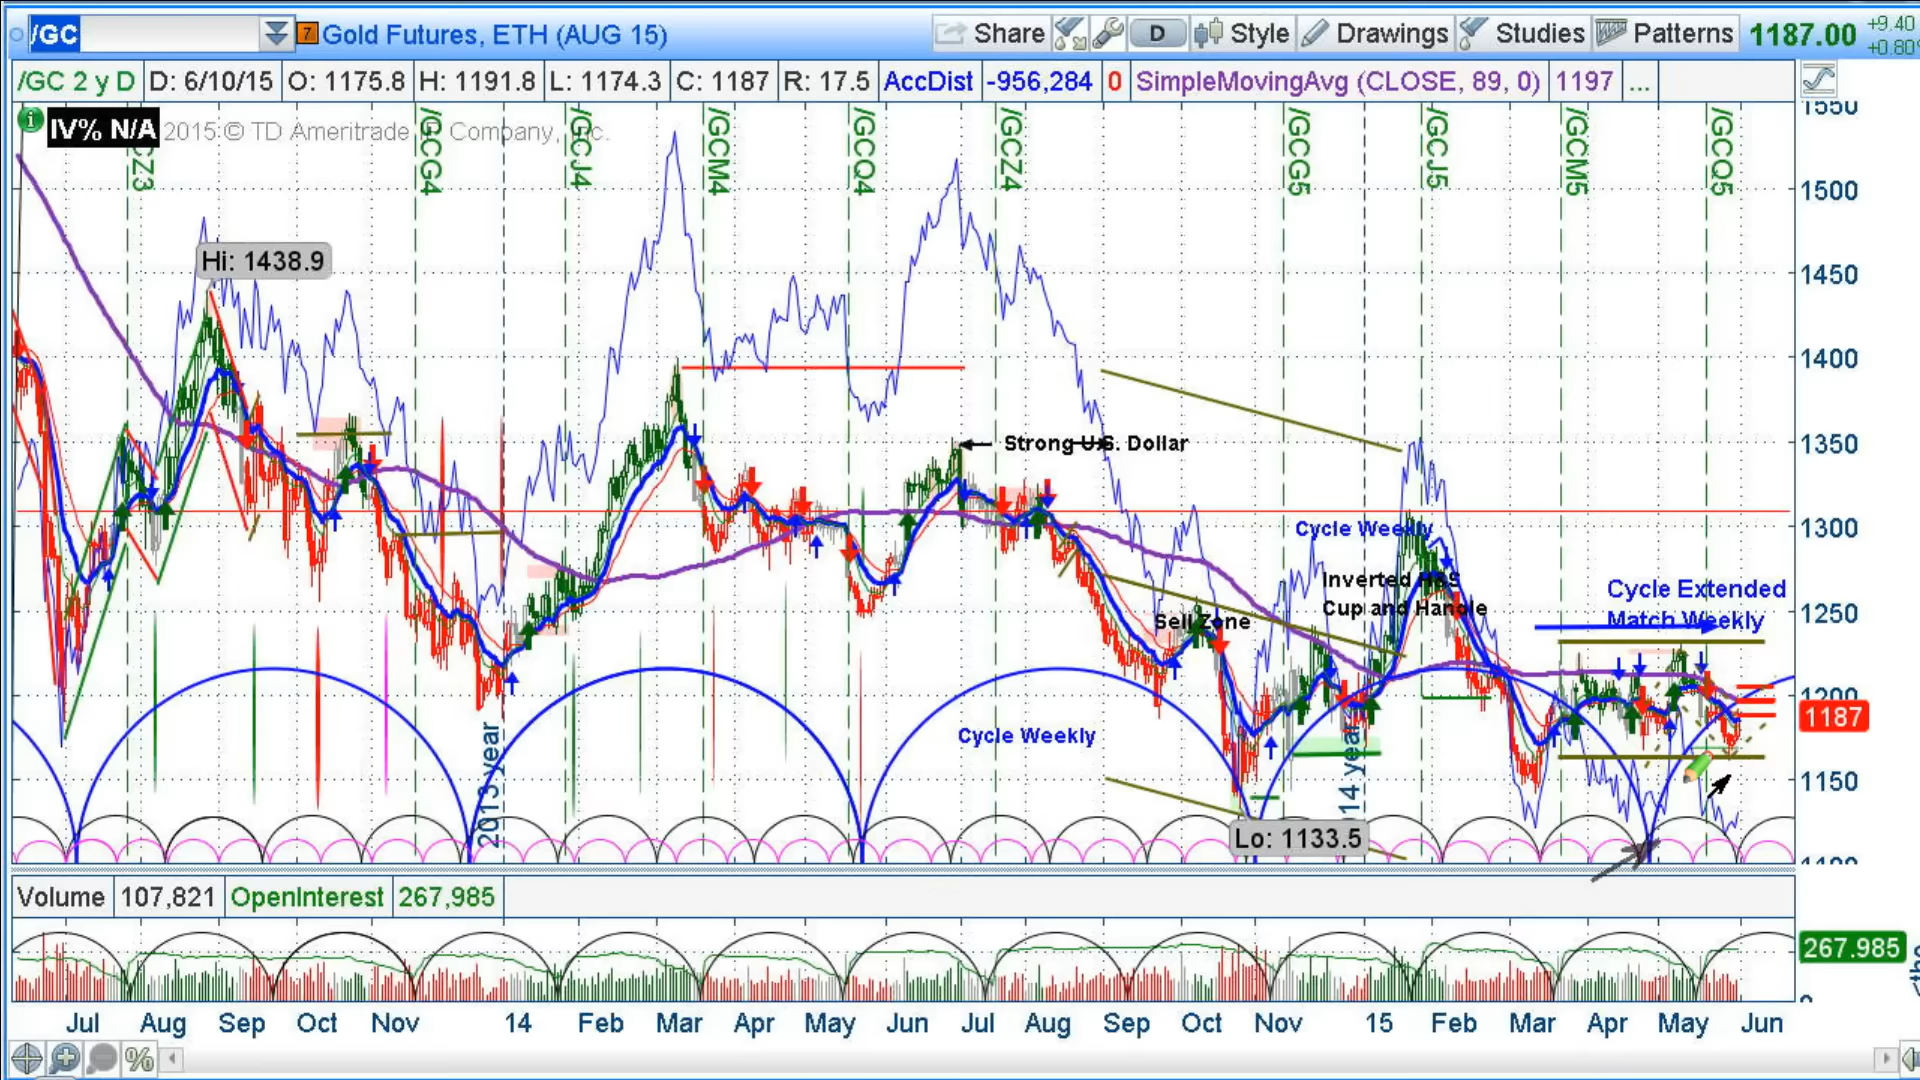 /GC Gold Futures, ETH (AUG 15) Share D Style Drawings Studies Patterns 1187.00 +9.40
+0.80%
/GC 2 y D D: 6/10/15 O: 1175.8 H: 1191.8 L: 1174.3 C: 1187 R: 17.5 AccDist -956,284 0 SimpleMovingAvg (CLOSE, 89, 0) 1197 ...
IV% N/A 2015 © TD Ameritrade IP Company, Inc.
/GCG4 /GCJ4 /GCM4 /GCQ4 /GCZ4 /GCG5 /GCJ5 /GCM5 /GCQ5
1550
1500
Hi: 1438.9
1450
1400
Strong U.S. Dollar
1350
Cycle Weekly
1300
Inverted H&S
Cup and Handle
Cycle Extended
Match Weekly
Sell Zone
1250
1200
1187
Cycle Weekly
2013 year
14 year
1150
Lo: 1133.5
1100
Volume 107,821 OpenInterest 267,985
267.985
0
Jul Aug Sep Oct Nov 14 Feb Mar Apr May Jun Jul Aug Sep Oct Nov 15 Feb Mar Apr May Jun
%